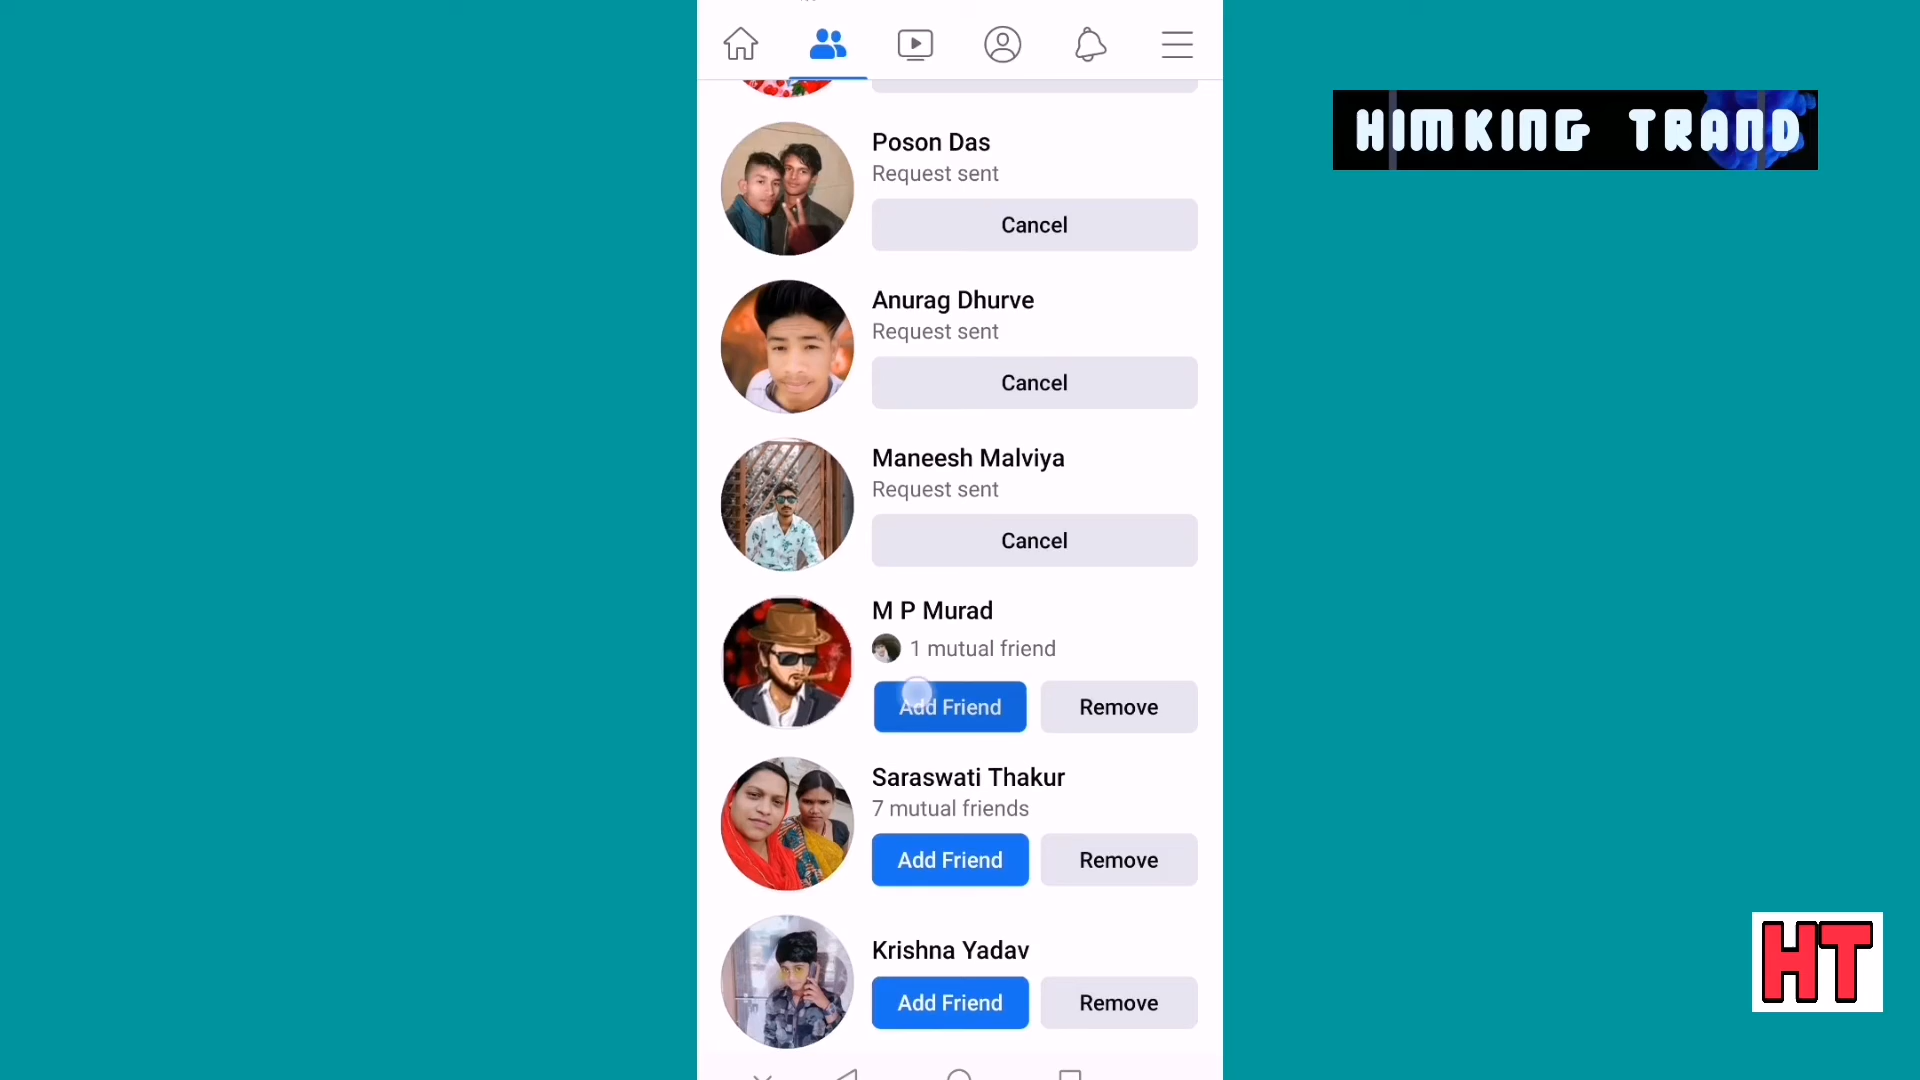 HIMKING TRAND
Poson Das
Request sent
Cancel
Anurag Dhurve
Request sent
Cancel
Maneesh Malviya
Request sent
Cancel
M P Murad
1 mutual friend
Add Friend Remove
Saraswati Thakur
7 mutual friends
Add Friend Remove
Krishna Yadav
Add Friend Remove
HT